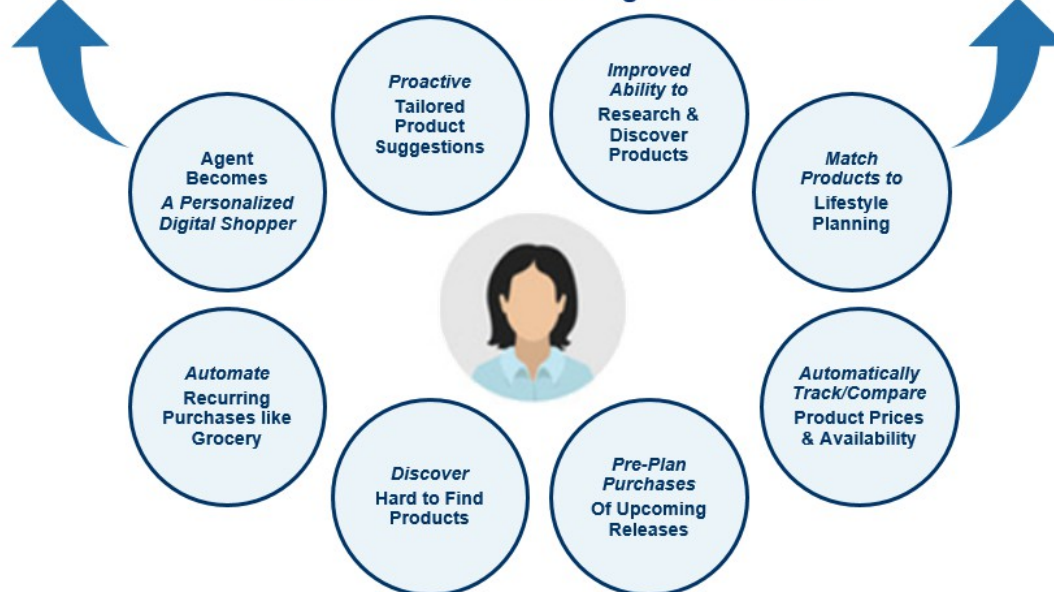 Proactive
Tailored
Product
Suggestions
Improved
Ability to
Research &
Discover
Products
Agent
Becomes
A Personalized
Digital Shopper
Match
Products to
Lifestyle
Planning
Automate
Recurring
Purchases like
Grocery
Automatically
Track/Compare
Product Prices
& Availability
Discover
Hard to Find
Products
Pre-Plan
Purchases
Of Upcoming
Releases